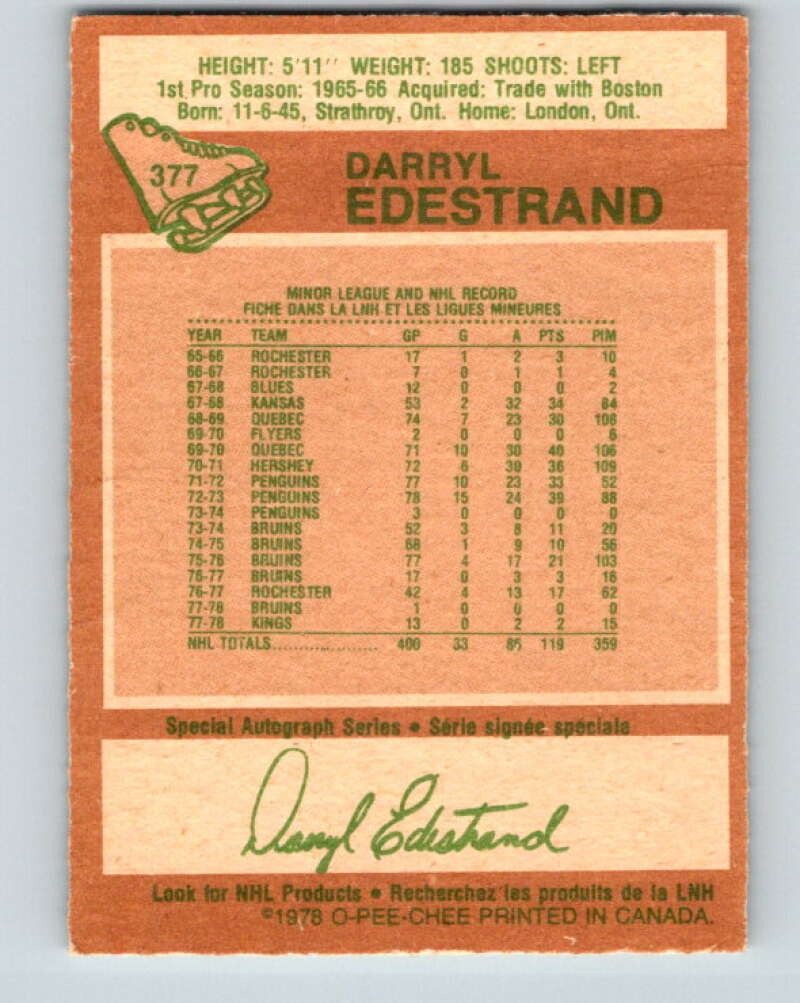 HEIGHT: 5'11'' WEIGHT: 185 SHOOTS: LEFT
1st Pro Season: 1965-66 Acquired: Trade with Boston
Born: 11-6-45, Strathroy, Ont. Home: London, Ont.
377
DARRYL
EDESTRAND
MINOR LEAGUE AND NHL RECORD
FICHE DANS LA LNH ET LES LIGUES MINEURES
YEAR TEAM GP G A PTS PIM
65-66 ROCHESTER 17 1 2 3 10
66-67 ROCHESTER 7 0 1 1 4
67-68 BLUES 12 0 0 0 2
67-68 KANSAS 53 2 32 34 84
68-69 QUEBEC 74 7 23 30 108
69-70 FLYERS 2 0 0 0 6
69-70 QUEBEC 71 10 30 40 106
70-71 HERSHEY 72 6 30 36 109
71-72 PENGUINS 77 10 23 33 52
72-73 PENGUINS 78 15 24 39 88
73-74 PENGUINS 3 0 0 0 0
73-74 BRUINS 52 3 8 11 20
74-75 BRUINS 68 1 9 10 56
75-76 BRUINS 77 4 17 21 103
76-77 BRUINS 17 0 3 3 16
76-77 ROCHESTER 42 4 13 17 62
77-78 BRUINS 1 0 0 0 0
77-78 KINGS 13 0 2 2 15
NHL TOTALS 400 33 86 119 359
Special Autograph Series • Série signée spéciale
Darryl Edestrand
Look for NHL Products • Recherchez les produits de la LNH
©1978 O-PEE-CHEE PRINTED IN CANADA.